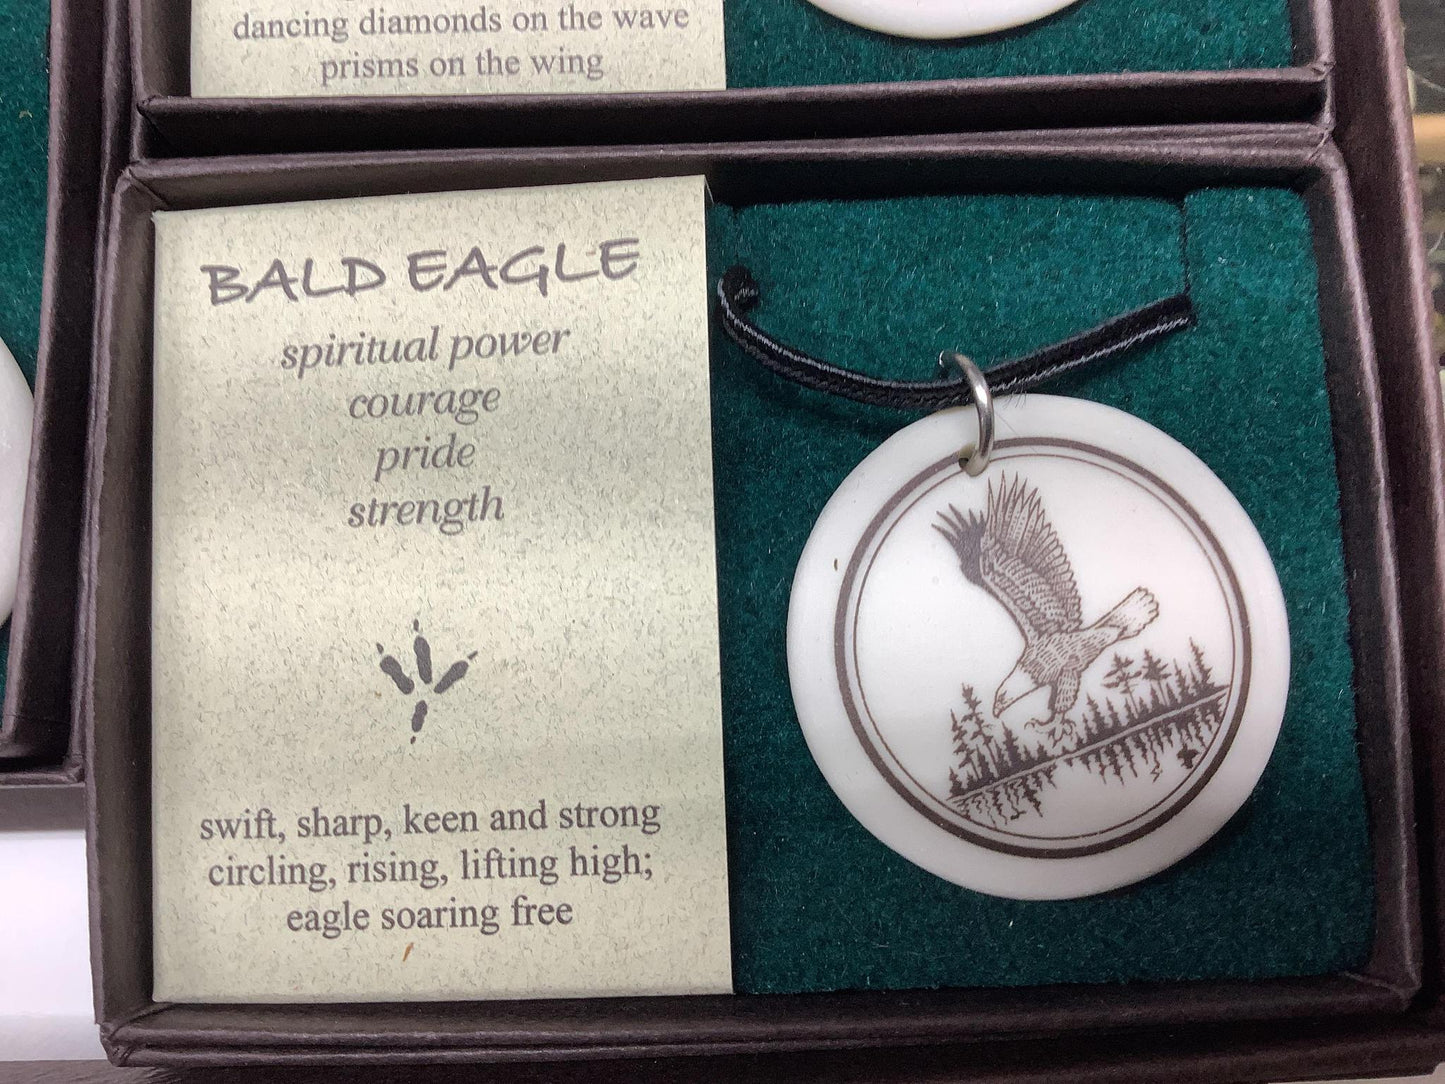 dancing diamonds on the wave
prisms on the wing
BALD EAGLE
spiritual power
courage
pride
strength
swift, sharp, keen and strong
circling, rising, lifting high;
eagle soaring free